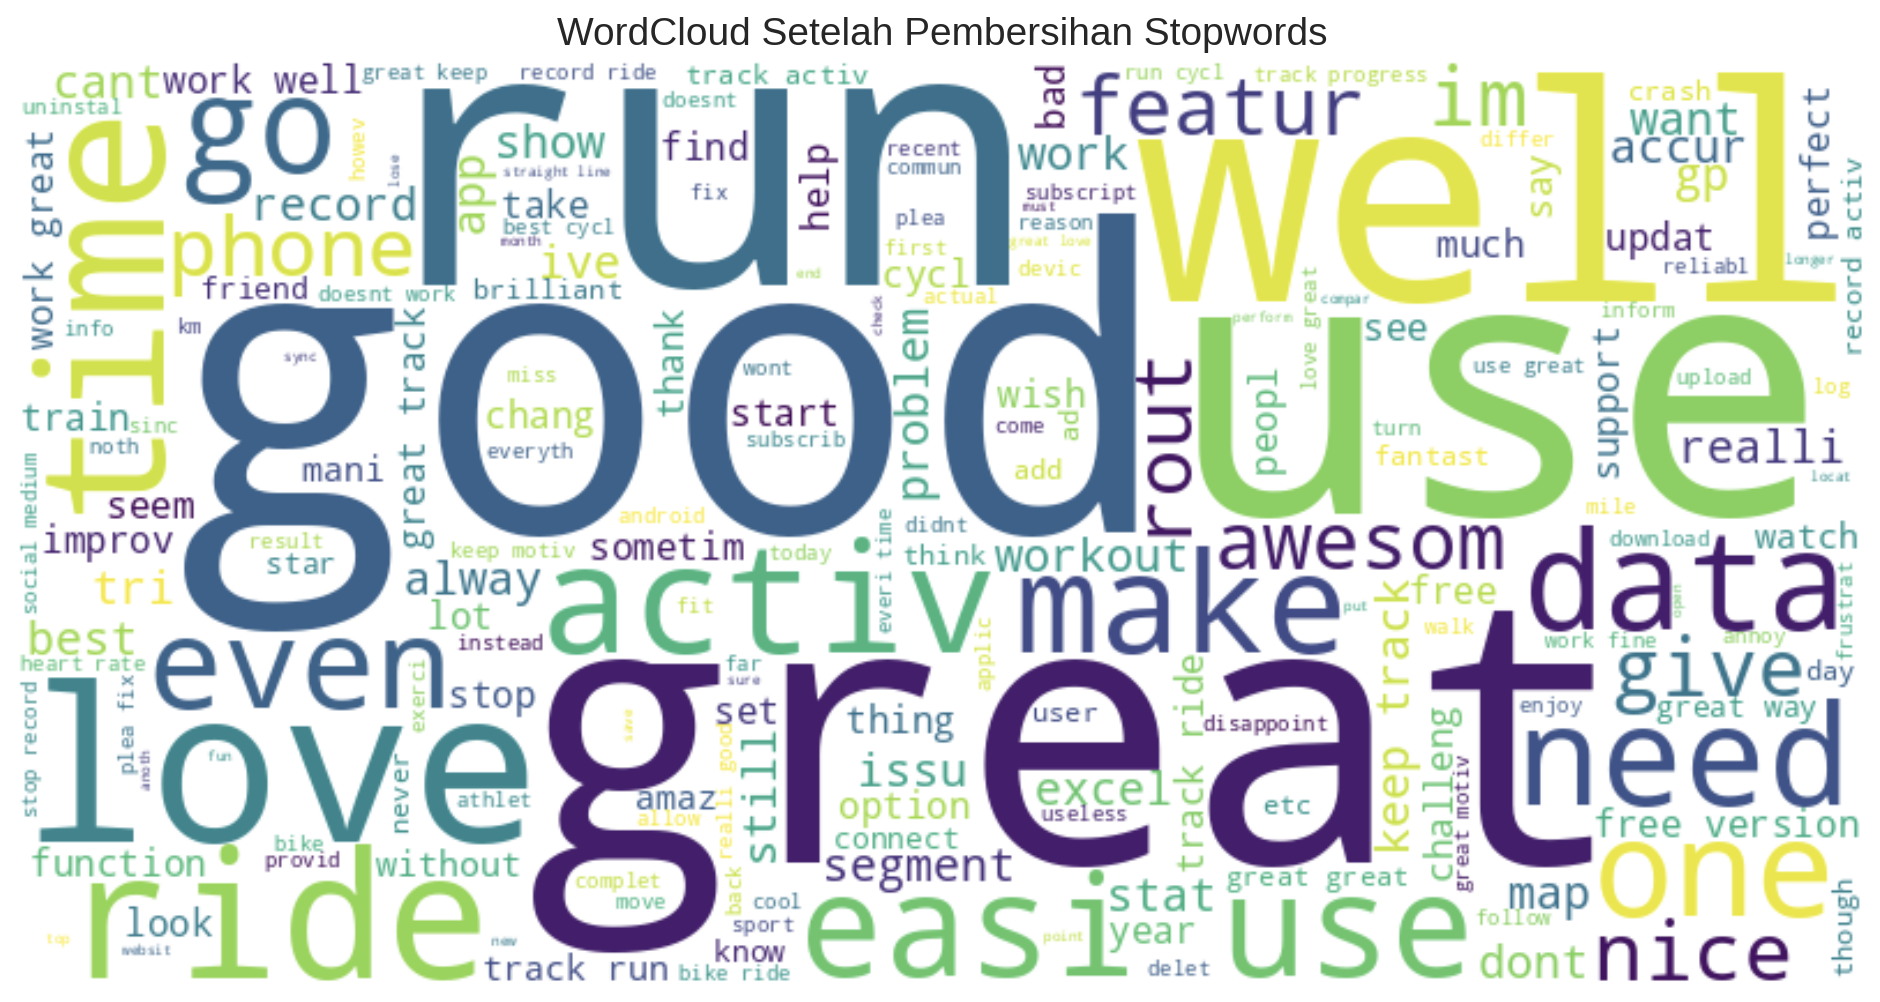 WordCloud Setelah Pembersihan Stopwords
cant
work well
great keep
record ride
track activ
bad
run cycl
track progress
featur
im
crash
want
perfect
uninstal
time
go
howev
lose
run
app
show
straight line
doesnt
find
fix
help
recent
commun
work
well
differ
say
accur
gp
record activ
work great
record
take
best cycl
month
plea
subscript
must
reason
great love
much
updat
reliabl
longer
phone
ive
first
cycl
devic
end
friend
doesnt work
brilliant
actual
check
love great
compar
inform
info
km
sync
good
great track
thank
problem
perform
use
see
support
miss
wont
chang
start
everyth
subscrib
wish
ad
come
add
rout
peopl
use great
upload
log
turn
fantast
realli
locat
train
sinc
noth
mani
social medium
seem
improv
result
star
android
keep motiv
sometim
today
didnt
think
everi time
workout
awesom
mile
download
watch
data
tri
alway
activ
fit
make
put
free
keep track
walk
open
work fine
annoy
frustrat
best
lot
instead
applic
even
heart rate
exerci
stop
great
far
sure
set
thing
user
disappoint
track ride
give
day
great way
enjoy
need
stop record
plea fix
anoth
love
fun
never
athlet
amaz
allow
save
still
back
realli good
issu
option
connect
excel
useless
etc
challeng
great motiv
free version
function
bike
provid
without
segment
complet
move
great great
stat
one
map
though
ride
look
websit
top
new
track run
cool
sport
know
bike ride
easi use
point
year
delet
follow
dont
nice